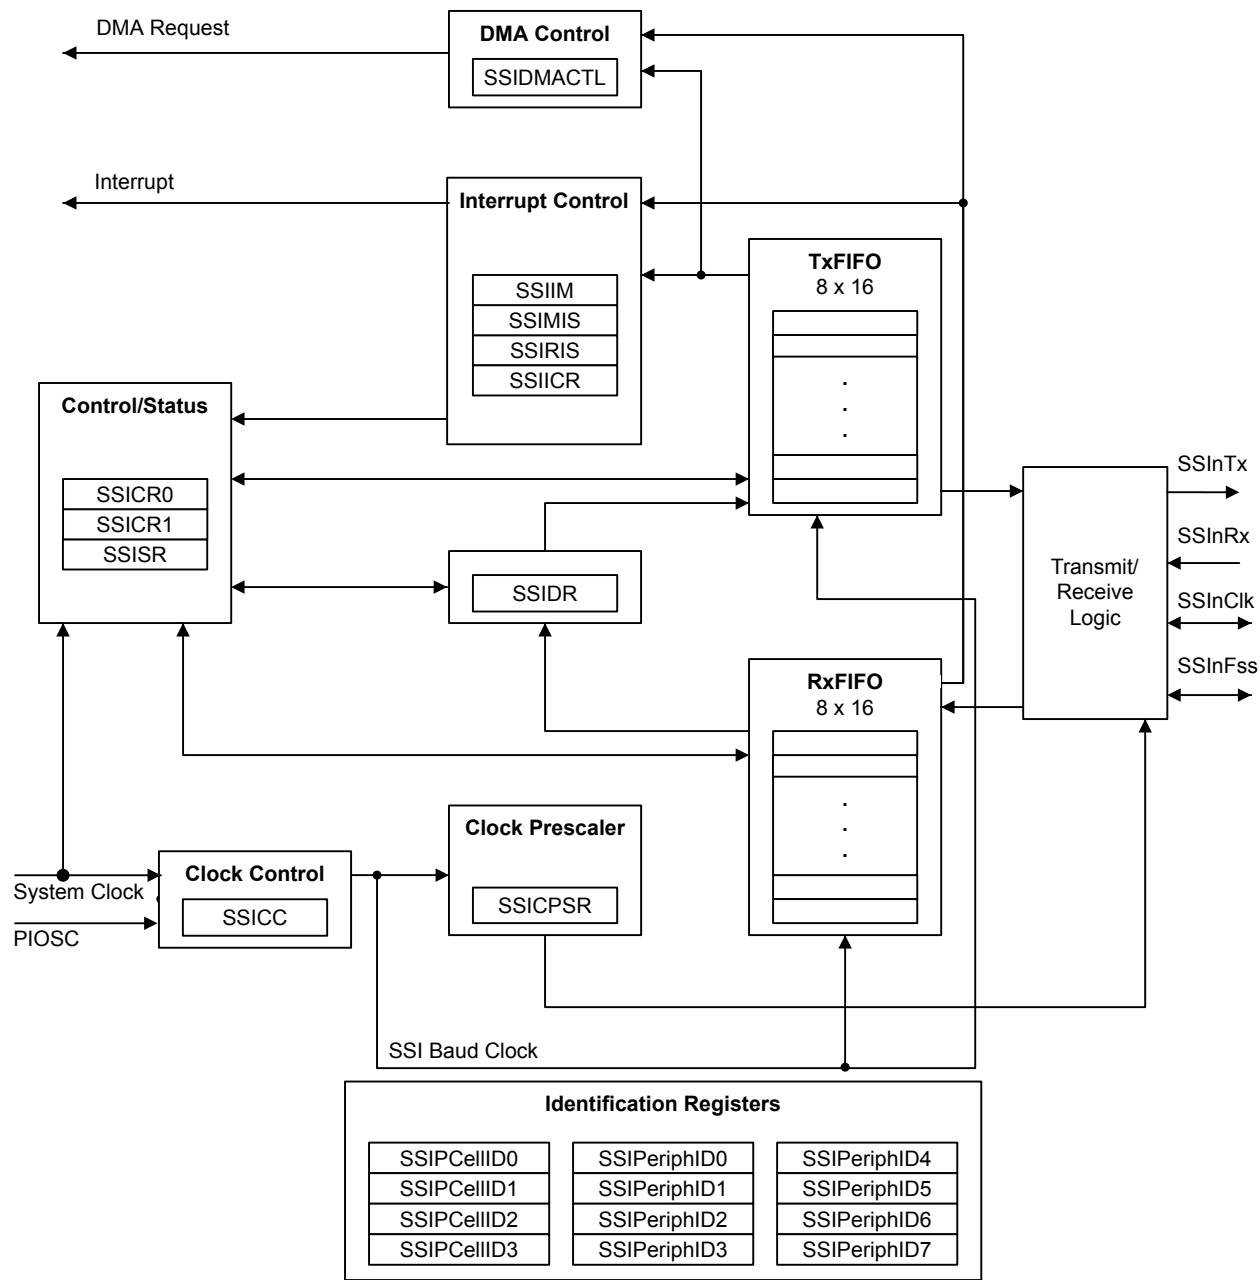 DMA Request
DMA Control
SSIDMACTL
Interrupt
Interrupt Control
SSIIM
SSIMIS
SSIRIS
SSIICR
TxFIFO
8 x 16
.
.
.
Control/Status
SSICR0
SSICR1
SSISR
SSIDR
Transmit/
Receive
Logic
SSInTx
SSInRx
SSInClk
SSInFss
RxFIFO
8 x 16
.
.
.
Clock Prescaler
SSICPSR
System Clock
PIOSC
Clock Control
SSICC
SSI Baud Clock
Identification Registers
SSIPCellID0
SSIPCellID1
SSIPCellID2
SSIPCellID3
SSIPeriphID0
SSIPeriphID1
SSIPeriphID2
SSIPeriphID3
SSIPeriphID4
SSIPeriphID5
SSIPeriphID6
SSIPeriphID7